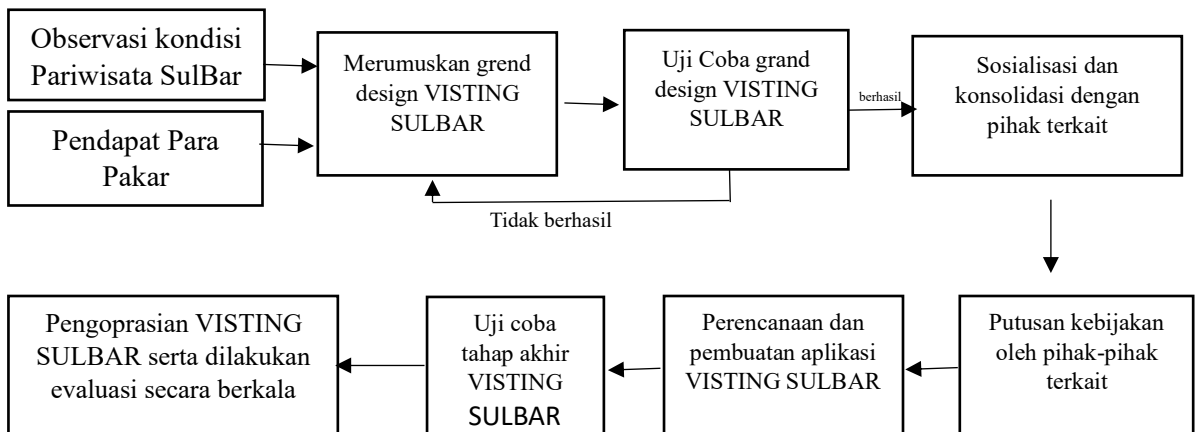 Observasi kondisi
Pariwisata SulBar
Pendapat Para
Pakar
Merumuskan grend
design VISTING
SULBAR
Uji Coba grand
design VISTING
SULBAR
berhasil
Tidak berhasil
Sosialisasi dan
konsolidasi dengan
pihak terkait
Putusan kebijakan
oleh pihak-pihak
terkait
Perencanaan dan
pembuatan aplikasi
VISTING SULBAR
Uji coba
tahap akhir
VISTING
SULBAR
Pengoprasian VISTING
SULBAR serta dilakukan
evaluasi secara berkala